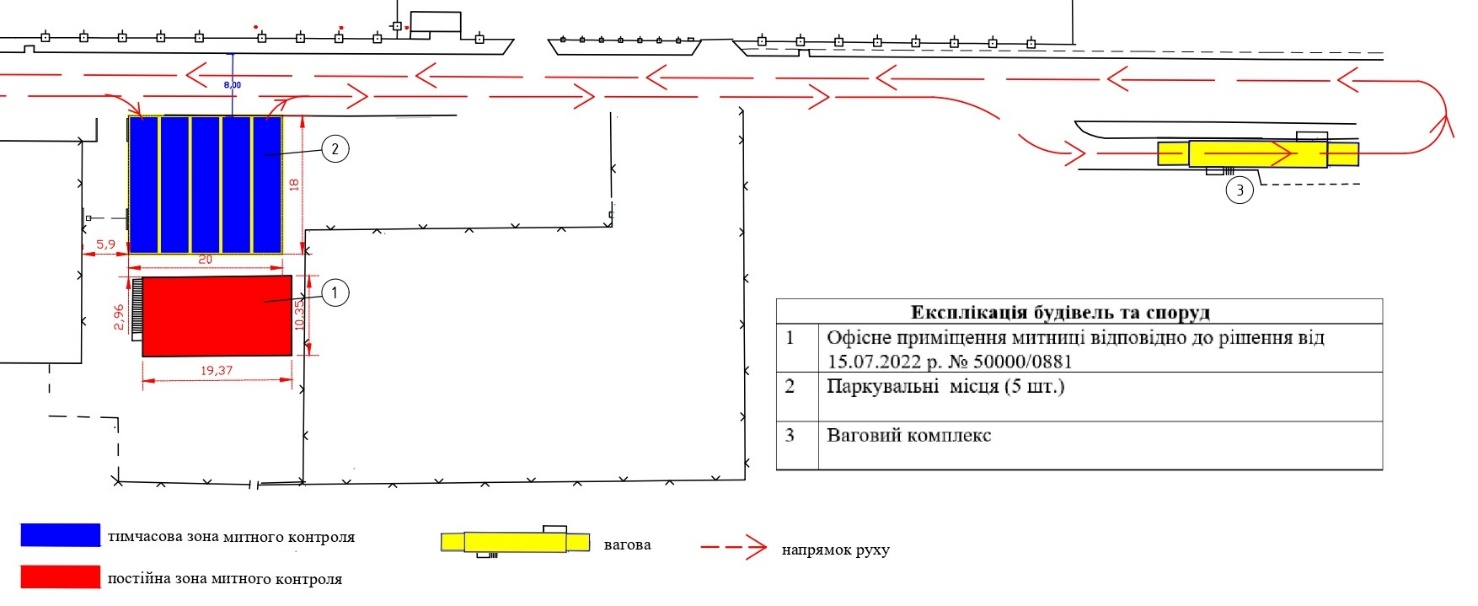 8,00
2
18
3
5,9
20
1
2,96
10,35
19,37
Експлікація будівель та споруд
1 Офісне приміщення митниці відповідно до рішення від
15.07.2022 р. № 50000/0881
2 Паркувальні місця (5 шт.)
3 Ваговий комплекс
тимчасова зона митного контроля
вагова
напрямок руху
постійна зона митного контроля